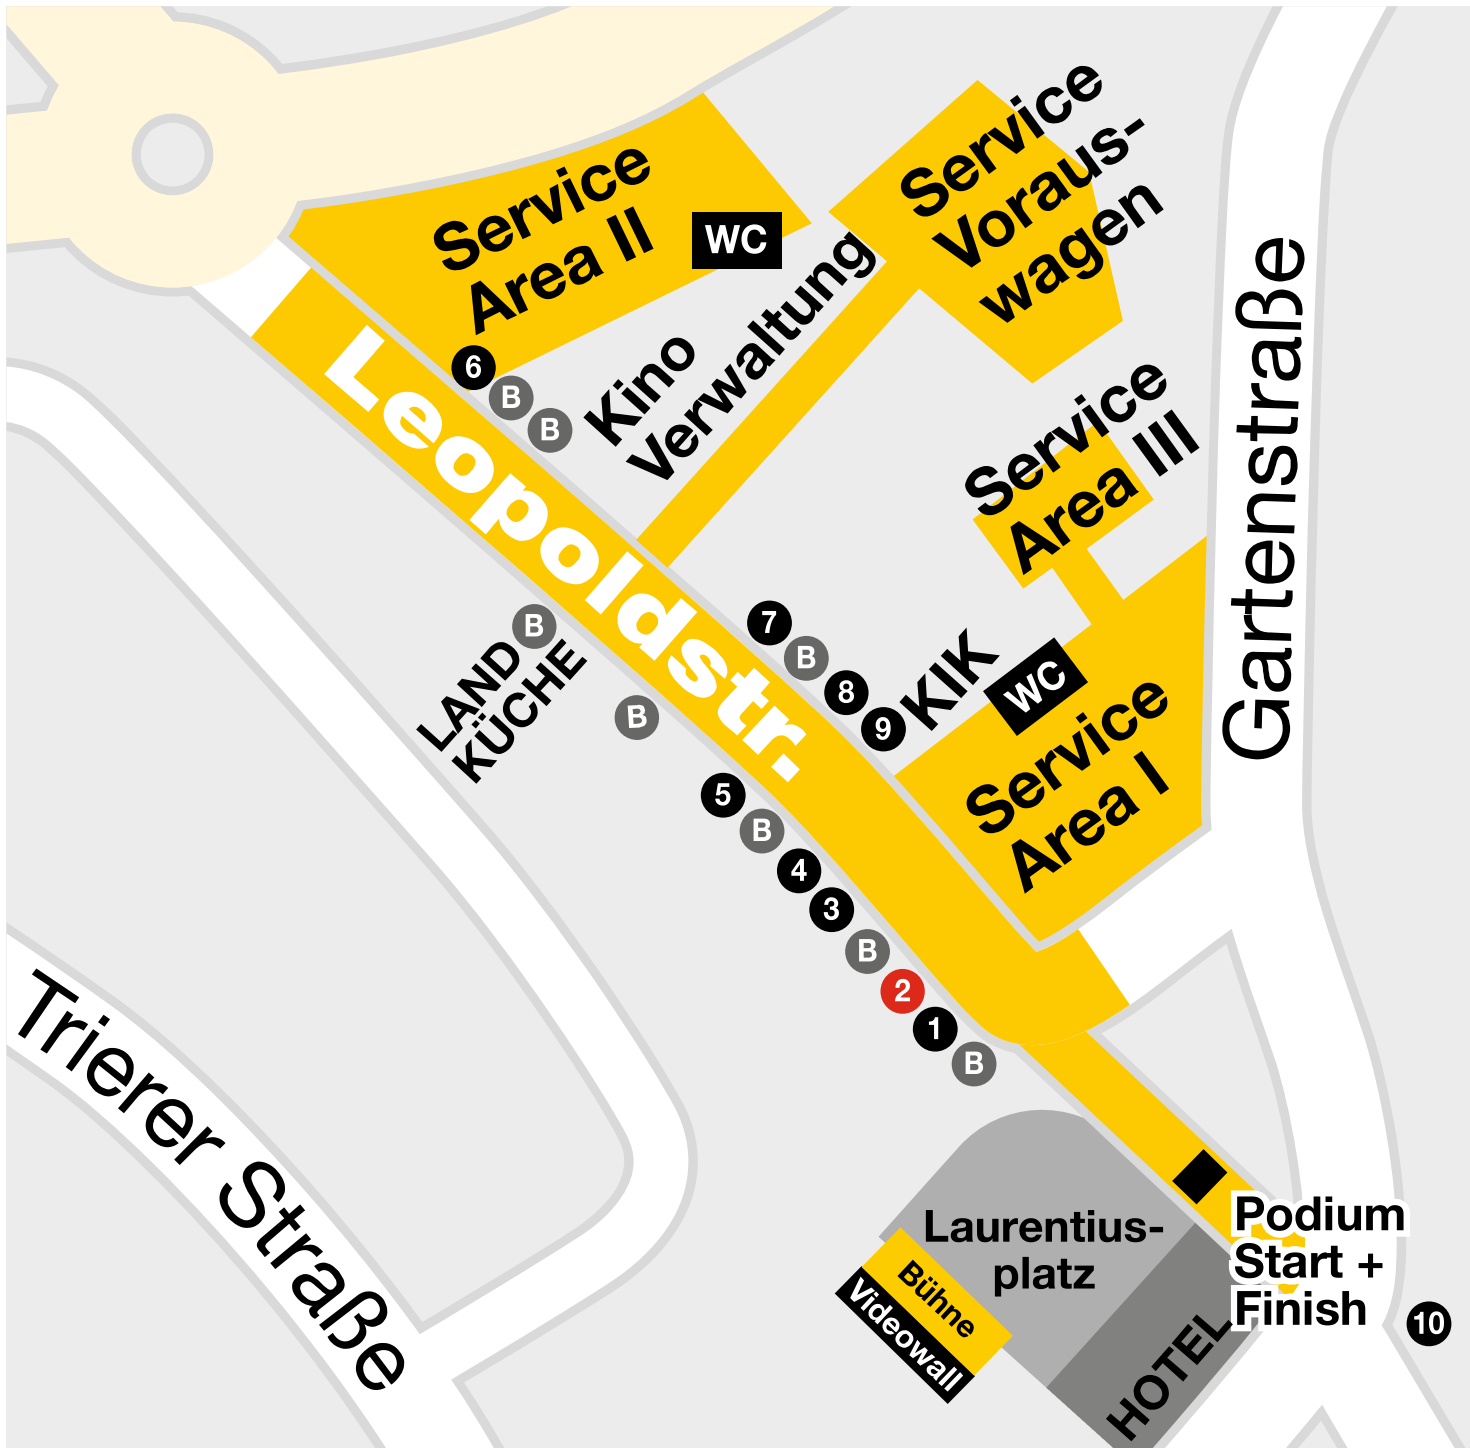 Service
Area II
WC
Service
Voraus-
wagen
Kino
Verwaltung
6
B
B
Leopoldstr.
Service
Area III
Gartenstraße
B
LAND
KÜCHE
B
7
B
8
9
KIK
WC
Service
Area I
5
B
4
3
B
2
1
B
Trierer Straße
Laurentius-
platz
Bühne
Videowall
HOTEL
Podium
Start +
Finish
10